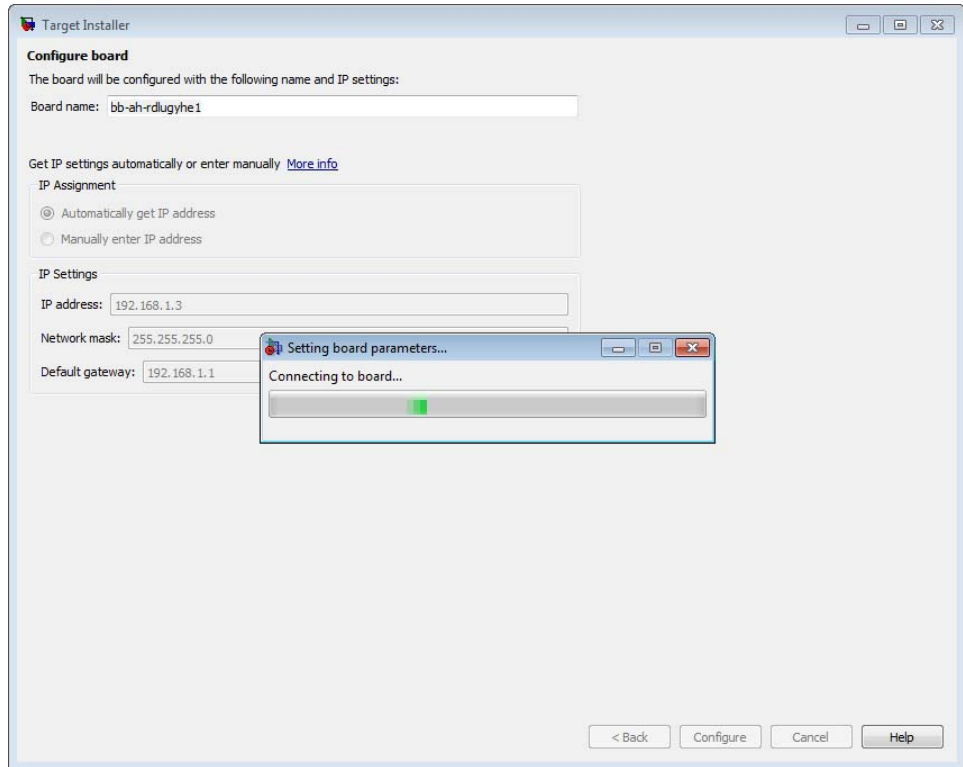 Target Installer
Configure board
The board will be configured with the following name and IP settings:
Board name: bb-ah-rdlugyhe1
Get IP settings automatically or enter manually More info
IP Assignment
Automatically get IP address
Manually enter IP address
IP Settings
IP address: 192.168.1.3
Network mask: 255.255.255.0
Default gateway: 192.168.1.1
Setting board parameters...
Connecting to board...
< Back Configure Cancel Help